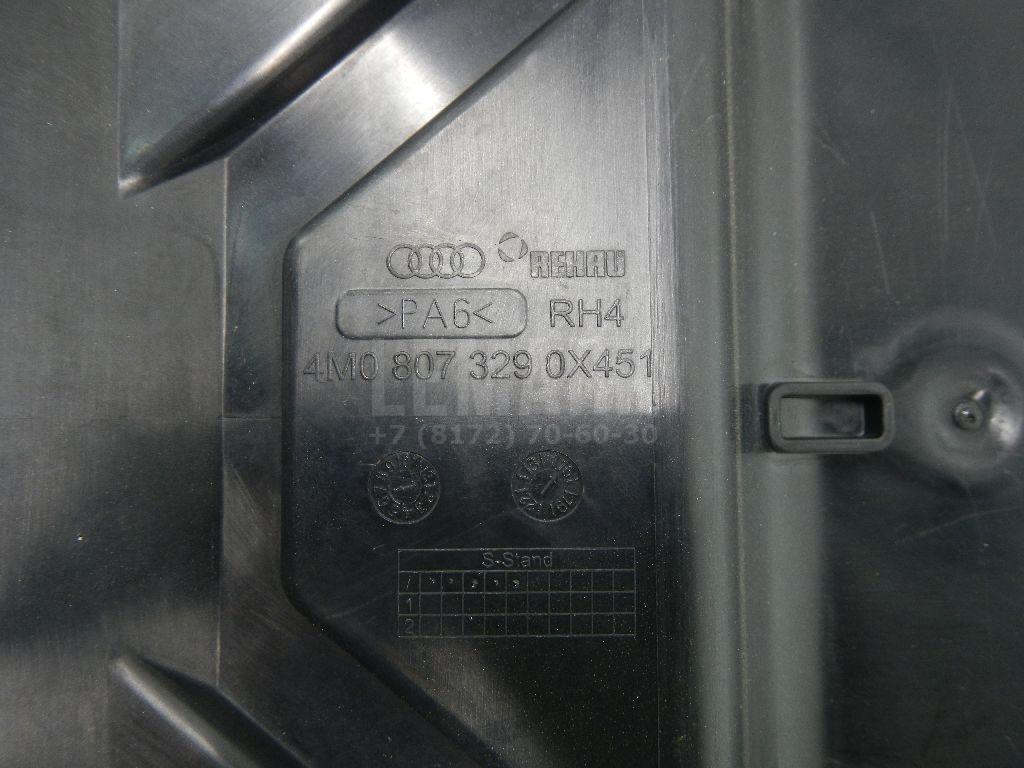 REHAU
>PA6< RH4
4M0 807 329 0X451
+7 (8172) 70-60-30
S-Stand
1
2